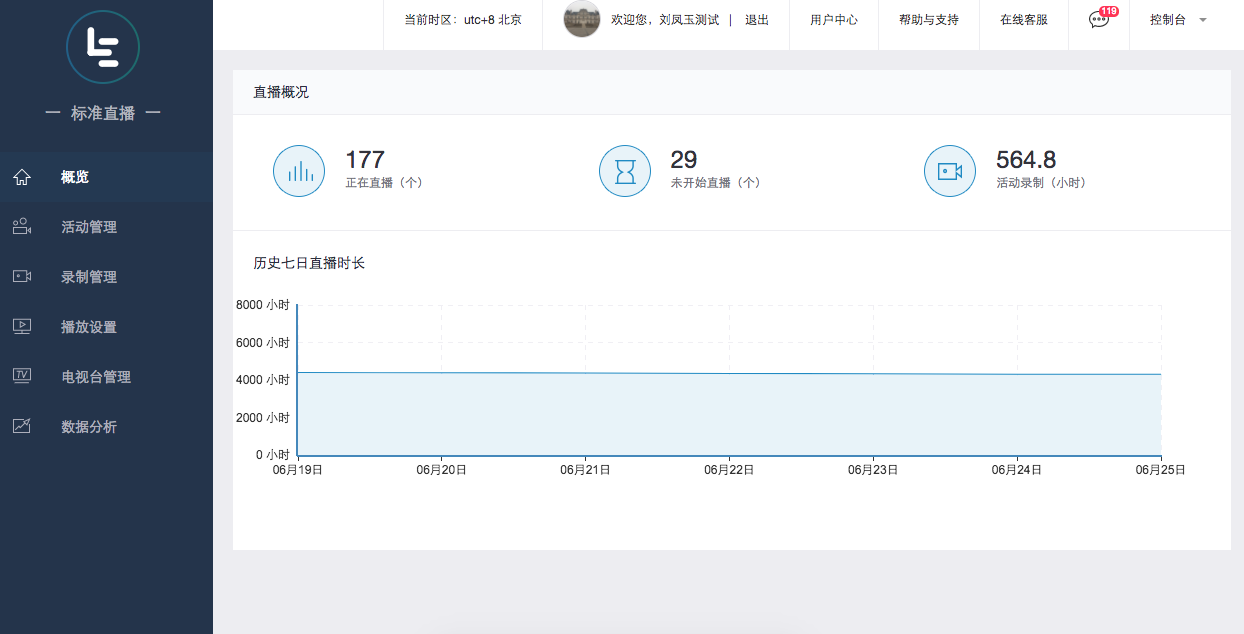 当前时区：utc+8 北京
欢迎您，刘凤玉测试 | 退出
用户中心
帮助与支持
在线客服
119
控制台
一 标准直播 一
概览
活动管理
录制管理
播放设置
TV
电视台管理
数据分析
直播概况
177
正在直播（个）
29
未开始直播（个）
564.8
活动录制（小时）
历史七日直播时长
8000 小时
6000 小时
4000 小时
2000 小时
0 小时
06月19日 06月20日 06月21日 06月22日 06月23日 06月24日 06月25日